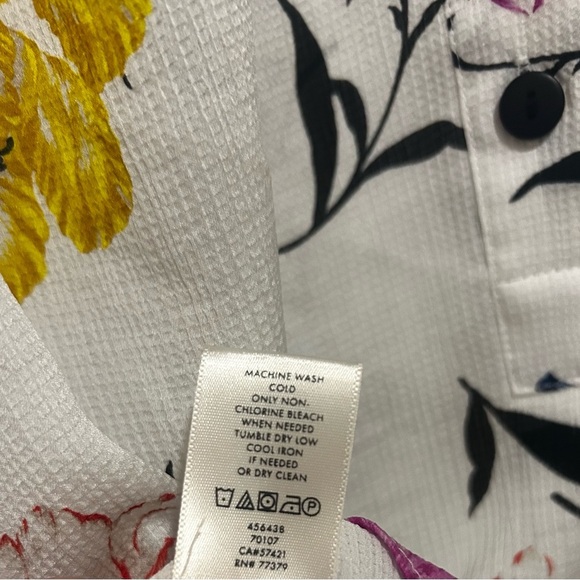 MACHINE WASH
COLD
ONLY NON-
CHLORINE BLEACH
WHEN NEEDED
TUMBLE DRY LOW
COOL IRON
IF NEEDED
OR DRY CLEAN
45643B
70107
CA#57421
RN# 77379